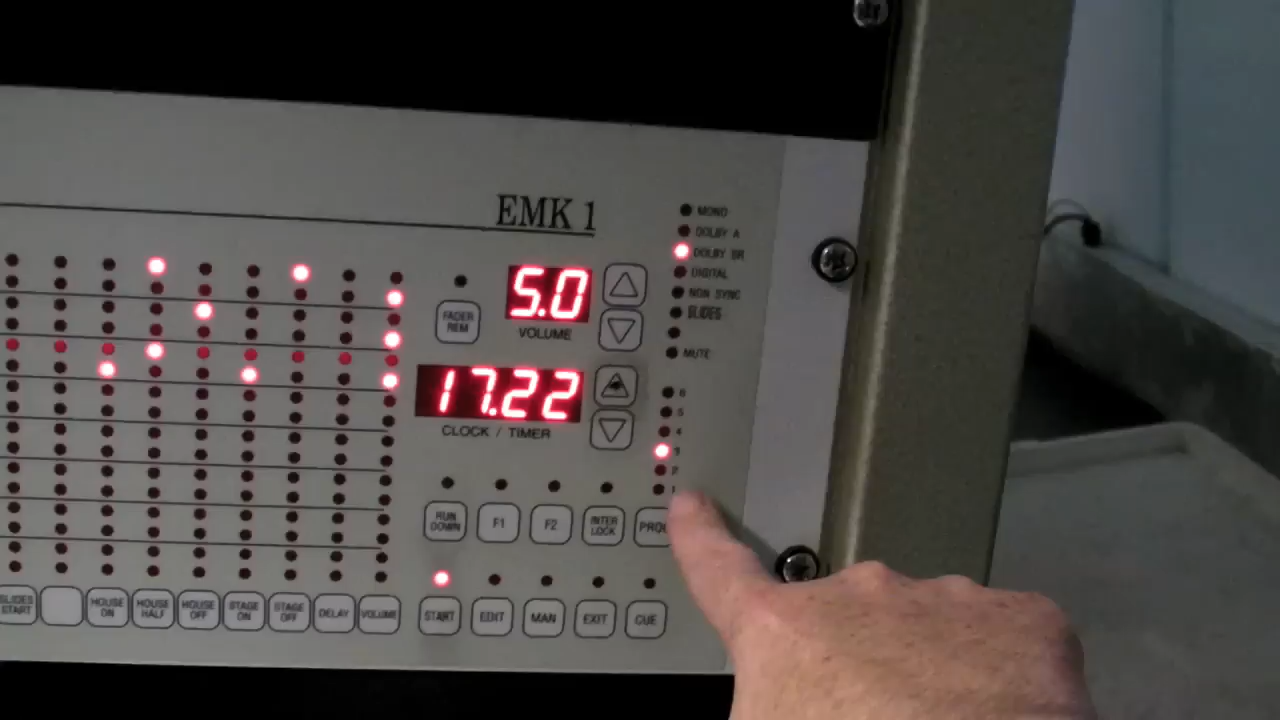 EMK 1
MONO
DOLBY A
DOLBY SR
DIGITAL
NON SYNC
SLIDES
MUTE
5.0
VOLUME
FADER
REM
17.22
CLOCK / TIMER
6
5
4
3
2
1
RUN
DOWN
F1
F2
INTER
LOCK
SLIDES
START
HOUSE
ON
HOUSE
HALF
HOUSE
OFF
STAGE
ON
STAGE
OFF
DELAY
VOLUME
START
EDIT
MAN
EXIT
CUE